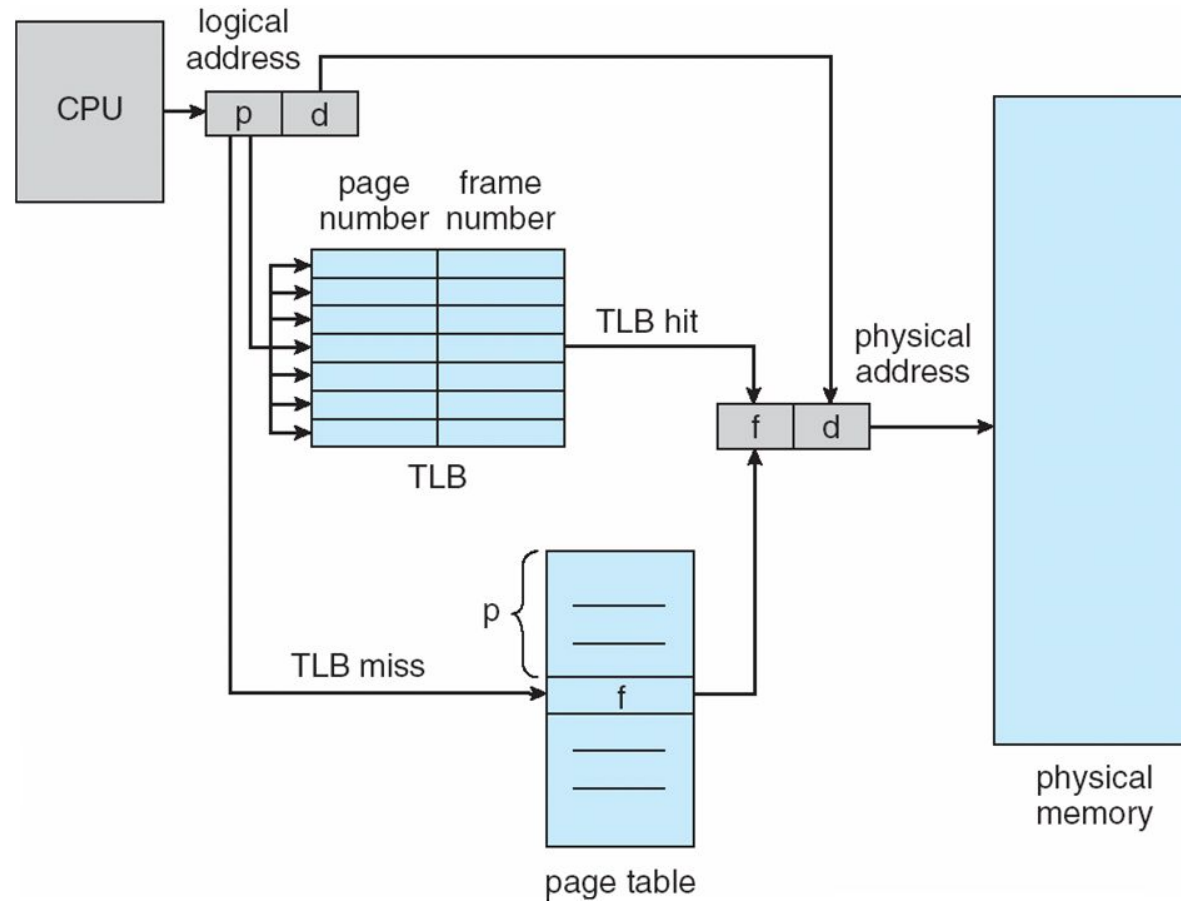 logical
address
CPU
p
d
page
number
frame
number
TLB hit
physical
address
f
d
TLB
p
TLB miss
f
physical
memory
page table